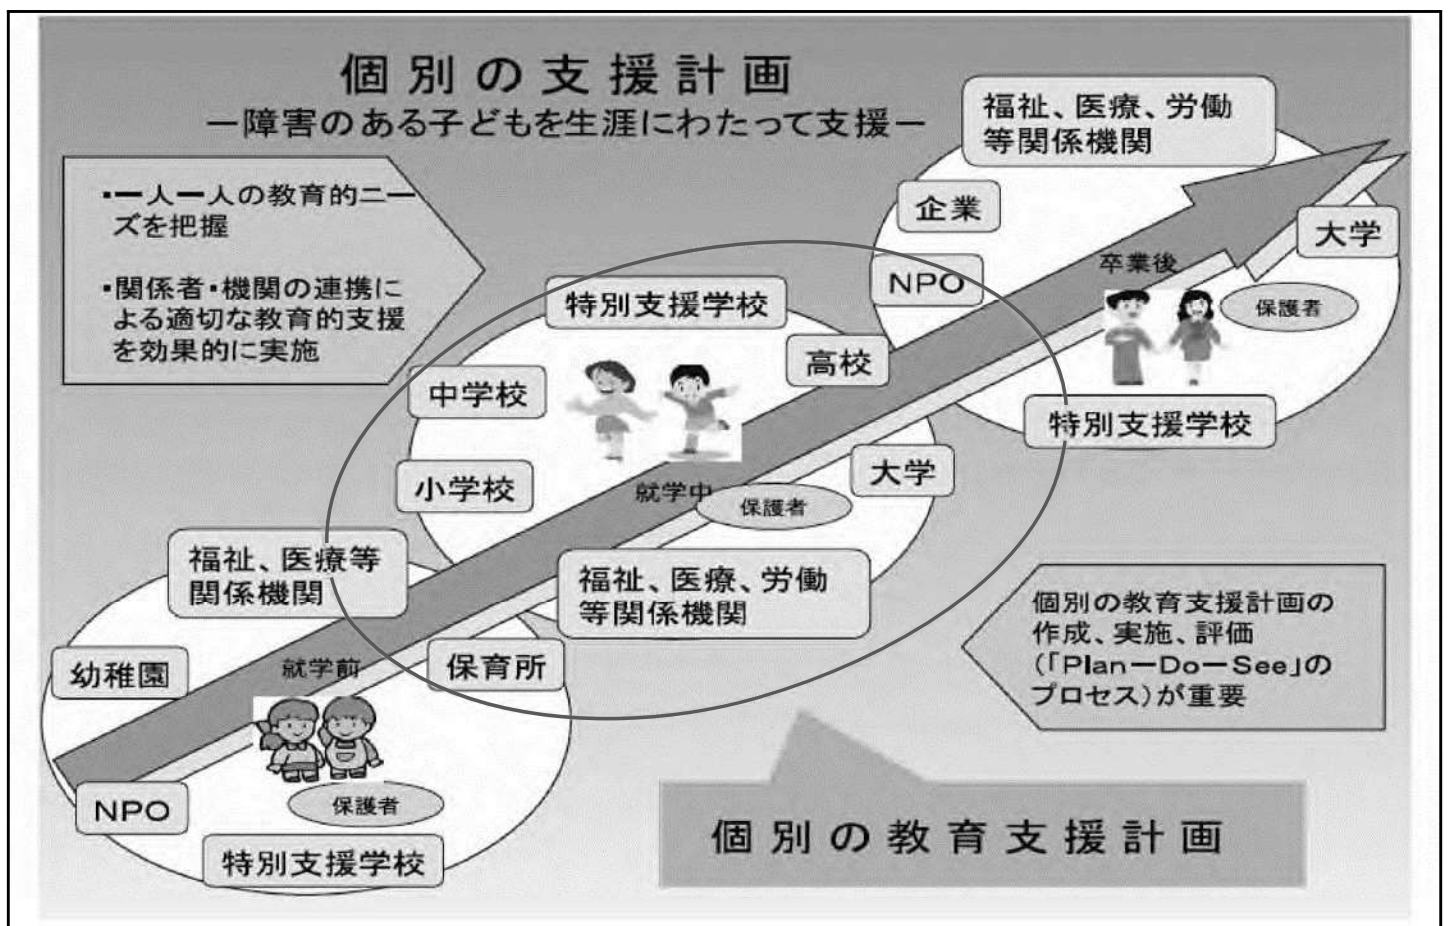 個別の支援計画
－障害のある子どもを生涯にわたって支援－
・一人一人の教育的ニー
ズを把握
・関係者・機関の連携に
よる適切な教育的支援
を効果的に実施
福祉、医療、労働
等関係機関
企業
NPO
大学
卒業後
保護者
特別支援学校
特別支援学校
中学校
高校
小学校
就学中
保護者
大学
福祉、医療、労働
等関係機関
福祉、医療等
関係機関
幼稚園
就学前
保育所
NPO
保護者
特別支援学校
個別の教育支援計画の
作成、実施、評価
（「Plan－Do－See」の
プロセス）が重要
個別の教育支援計画